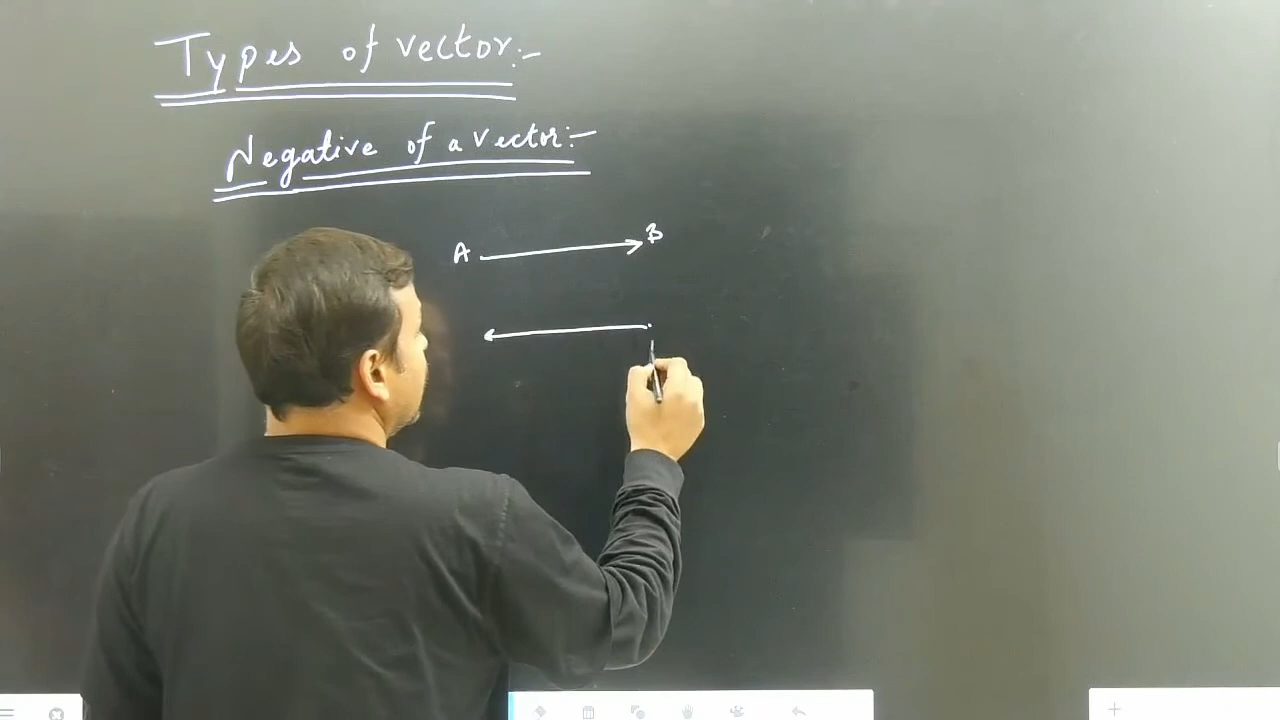 Types of vector:-
Negative of a vector:-
A B